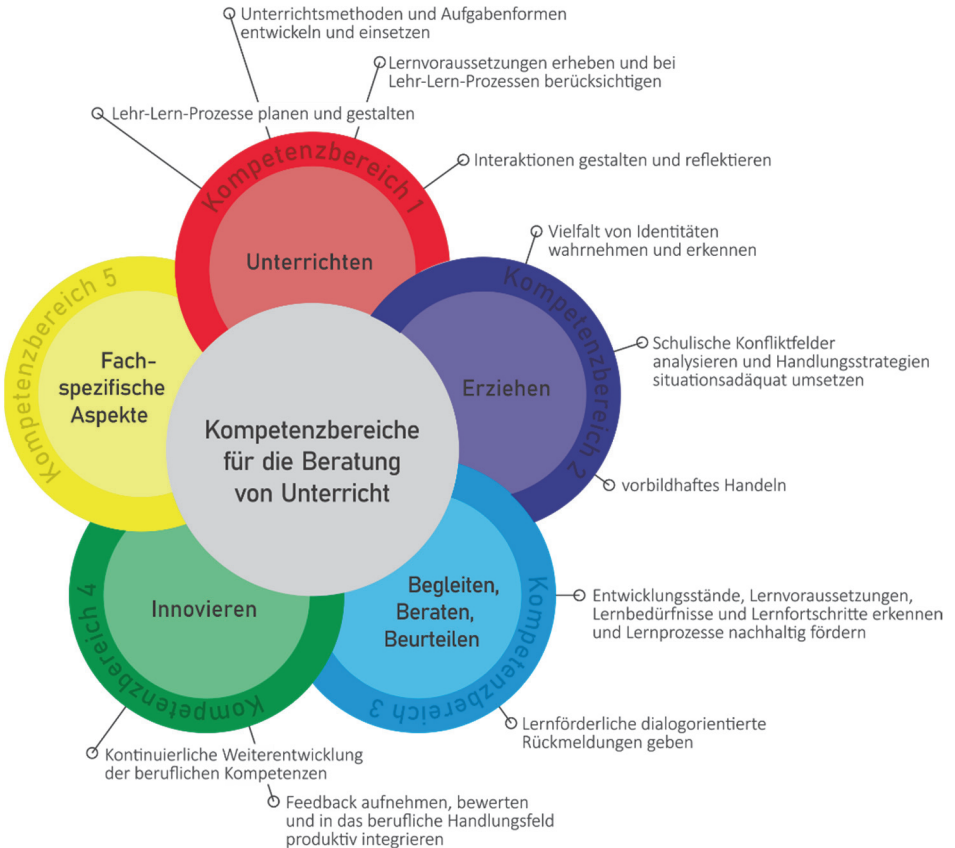 Unterrichtsmethoden und Aufgabenformen
entwickeln und einsetzen
Lernvoraussetzungen erheben und bei
Lehr-Lern-Prozessen berücksichtigen
Lehr-Lern-Prozesse planen und gestalten
Interaktionen gestalten und reflektieren
Kompetenzbereich 1
Unterrichten
Vielfalt von Identitäten
wahrnehmen und erkennen
Kompetenzbereich 2
Erziehen
Schulische Konfliktfelder
analysieren und Handlungsstrategien
situationsadäquat umsetzen
vorbildhaftes Handeln
Kompetenzbereich 5
Fach-
spezifische
Aspekte
Kompetenzbereiche
für die Beratung
von Unterricht
Kompetenzbereich 3
Begleiten,
Beraten,
Beurteilen
Entwicklungsstände, Lernvoraussetzungen,
Lernbedürfnisse und Lernfortschritte erkennen
und Lernprozesse nachhaltig fördern
Lernförderliche dialogorientierte
Rückmeldungen geben
Kompetenzbereich 4
Innovieren
Kontinuierliche Weiterentwicklung
der beruflichen Kompetenzen
Feedback aufnehmen, bewerten
und in das berufliche Handlungsfeld
produktiv integrieren